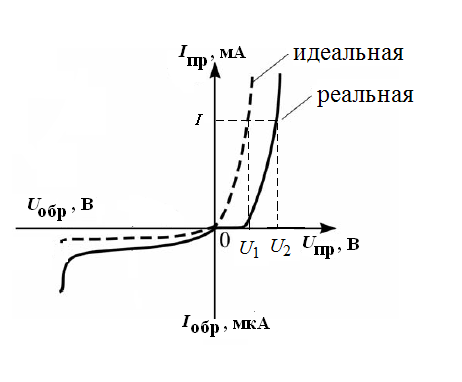 Iпр, мА
идеальная
реальная
I
Uобр, В
0
U1
U2
Uпр, В
Iобр, мкА